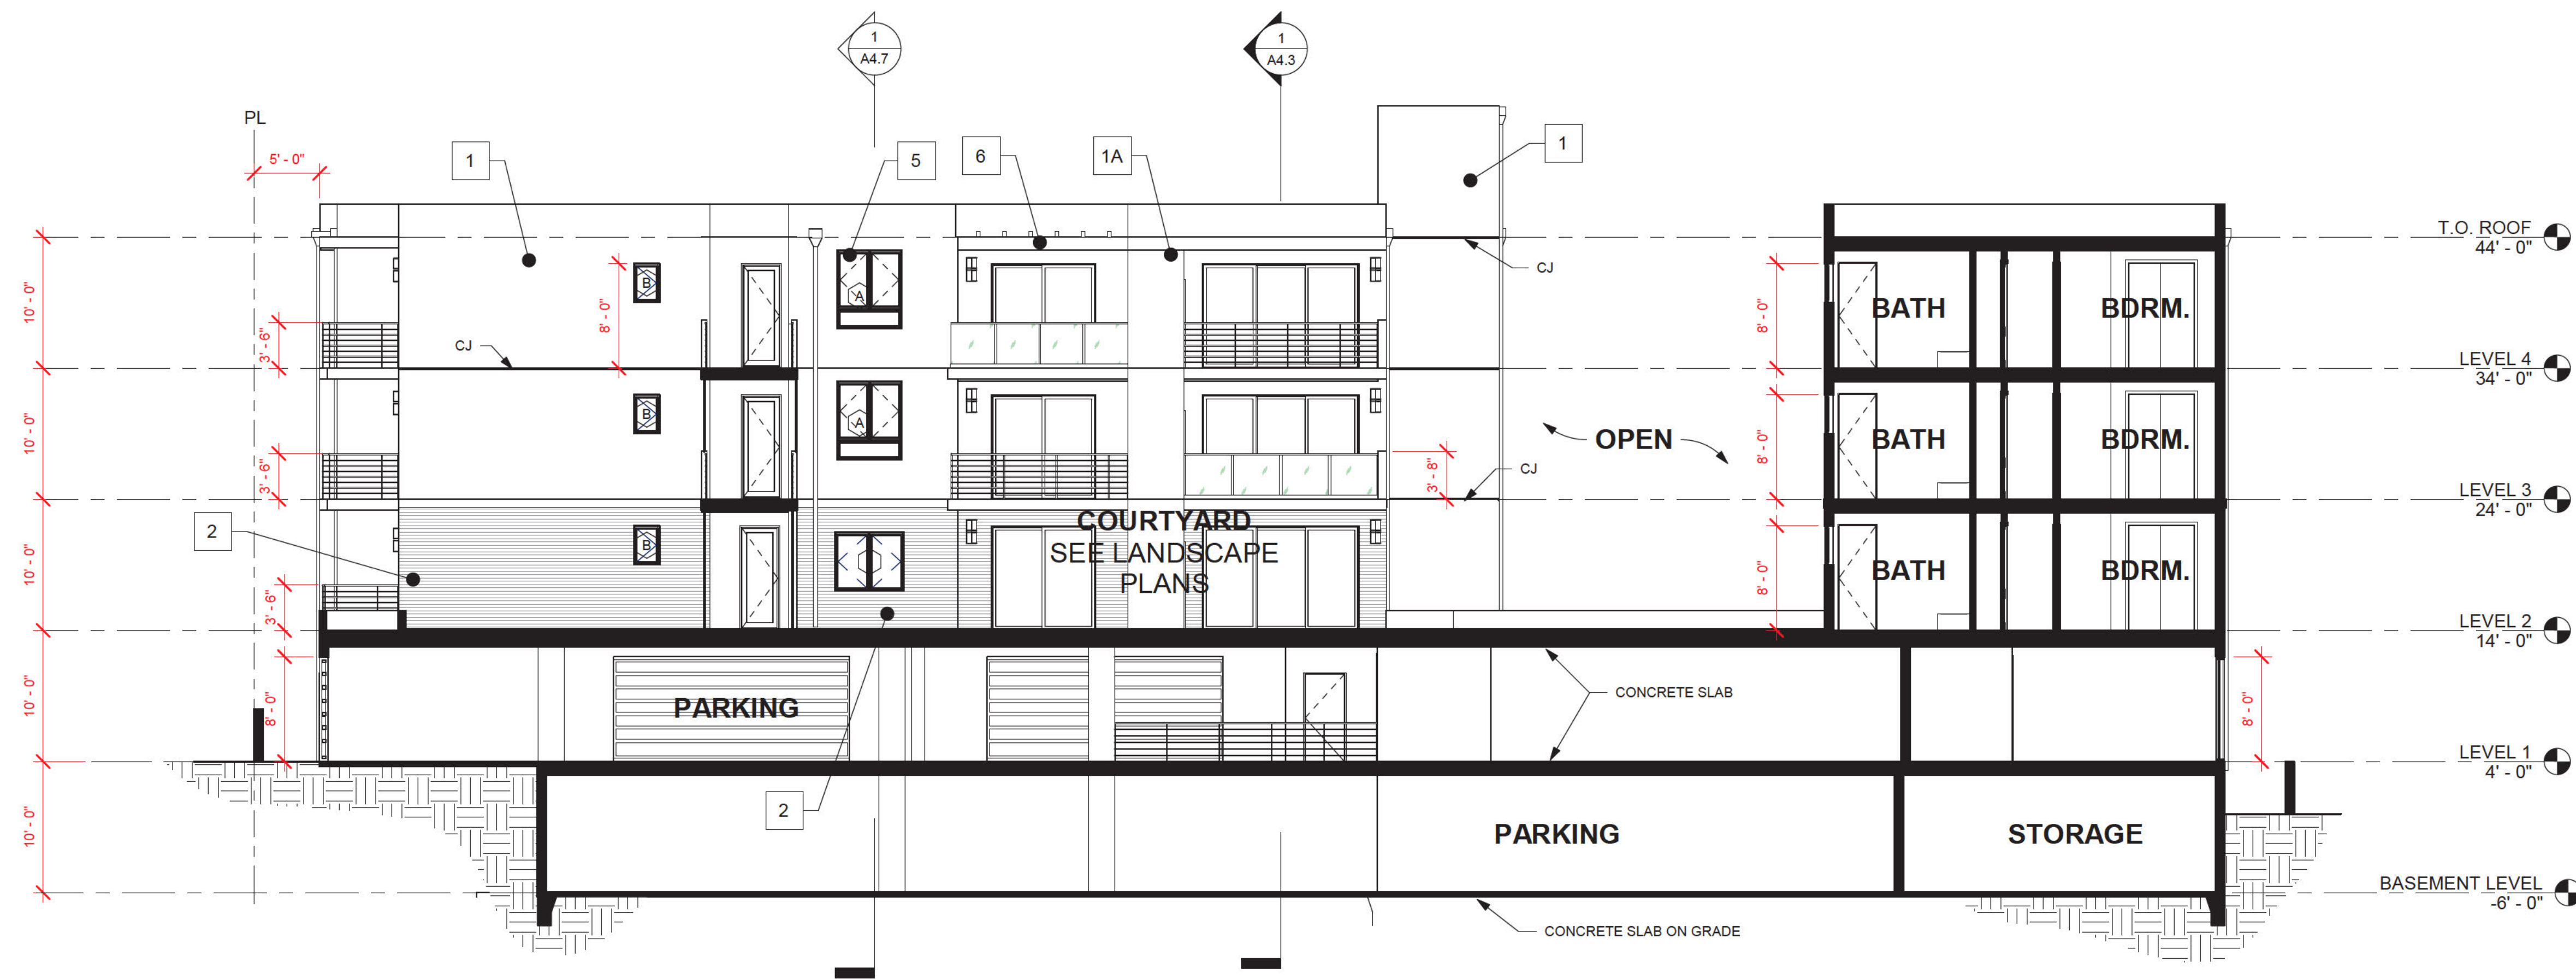 1
A4.7
1
A4.3
PL
5' - 0"
1
5
6
1A
1
T.O. ROOF
44' - 0"
CJ
B
A
10' - 0"
3' - 6"
8' - 0"
CJ
8' - 0"
BATH
BDRM.
LEVEL 4
34' - 0"
B
A
10' - 0"
3' - 6"
3' - 8"
CJ
OPEN
8' - 0"
BATH
BDRM.
LEVEL 3
24' - 0"
2
B
COURTYARD
SEE LANDSCAPE
PLANS
10' - 0"
3' - 6"
8' - 0"
BATH
BDRM.
LEVEL 2
14' - 0"
10' - 0"
8' - 0"
PARKING
CONCRETE SLAB
8' - 0"
LEVEL 1
4' - 0"
10' - 0"
2
PARKING
STORAGE
BASEMENT LEVEL
-6' - 0"
CONCRETE SLAB ON GRADE